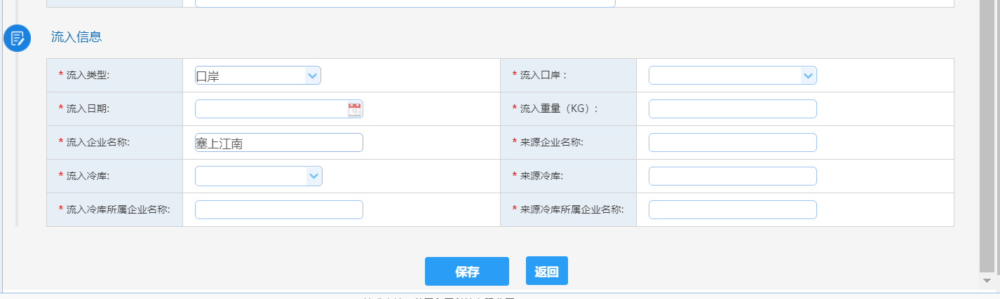 流入信息
* 流入类型: 口岸 * 流入口岸 :
* 流入日期: * 流入重量（KG）:
* 流入企业名称: 塞上江南 * 来源企业名称:
* 流入冷库: * 来源冷库:
* 流入冷库所属企业名称: * 来源冷库所属企业名称:
保存 返回